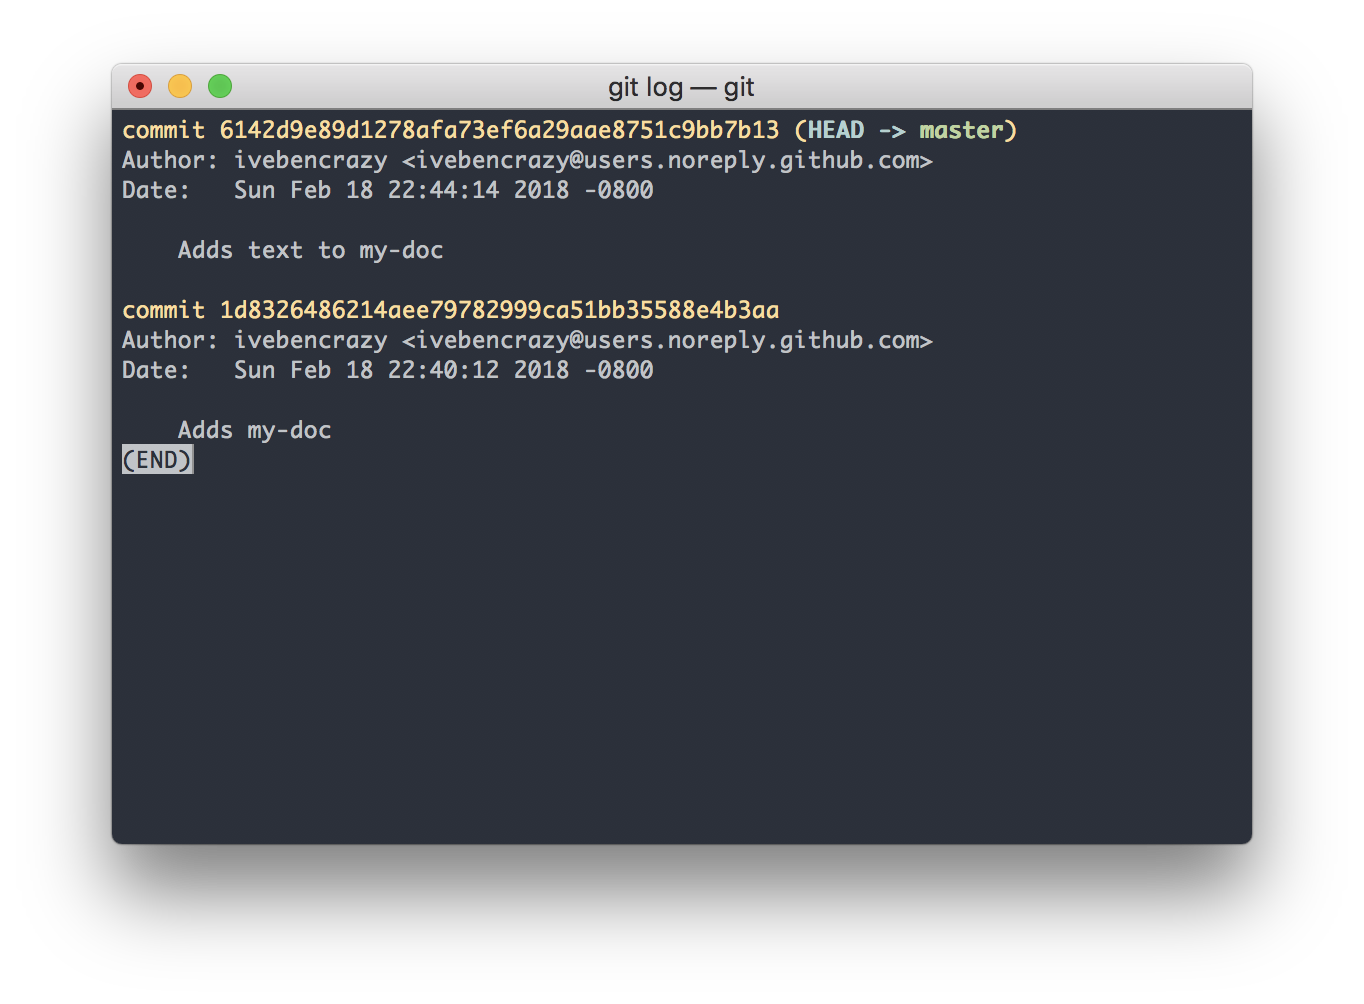 git log — git
commit 6142d9e89d1278afa73ef6a29aae8751c9bb7b13 (HEAD -> master)
Author: ivebencrazy <ivebencrazy@users.noreply.github.com>
Date:   Sun Feb 18 22:44:14 2018 -0800
    Adds text to my-doc
commit 1d8326486214aee79782999ca51bb35588e4b3aa
Author: ivebencrazy <ivebencrazy@users.noreply.github.com>
Date:   Sun Feb 18 22:40:12 2018 -0800
    Adds my-doc
(END)